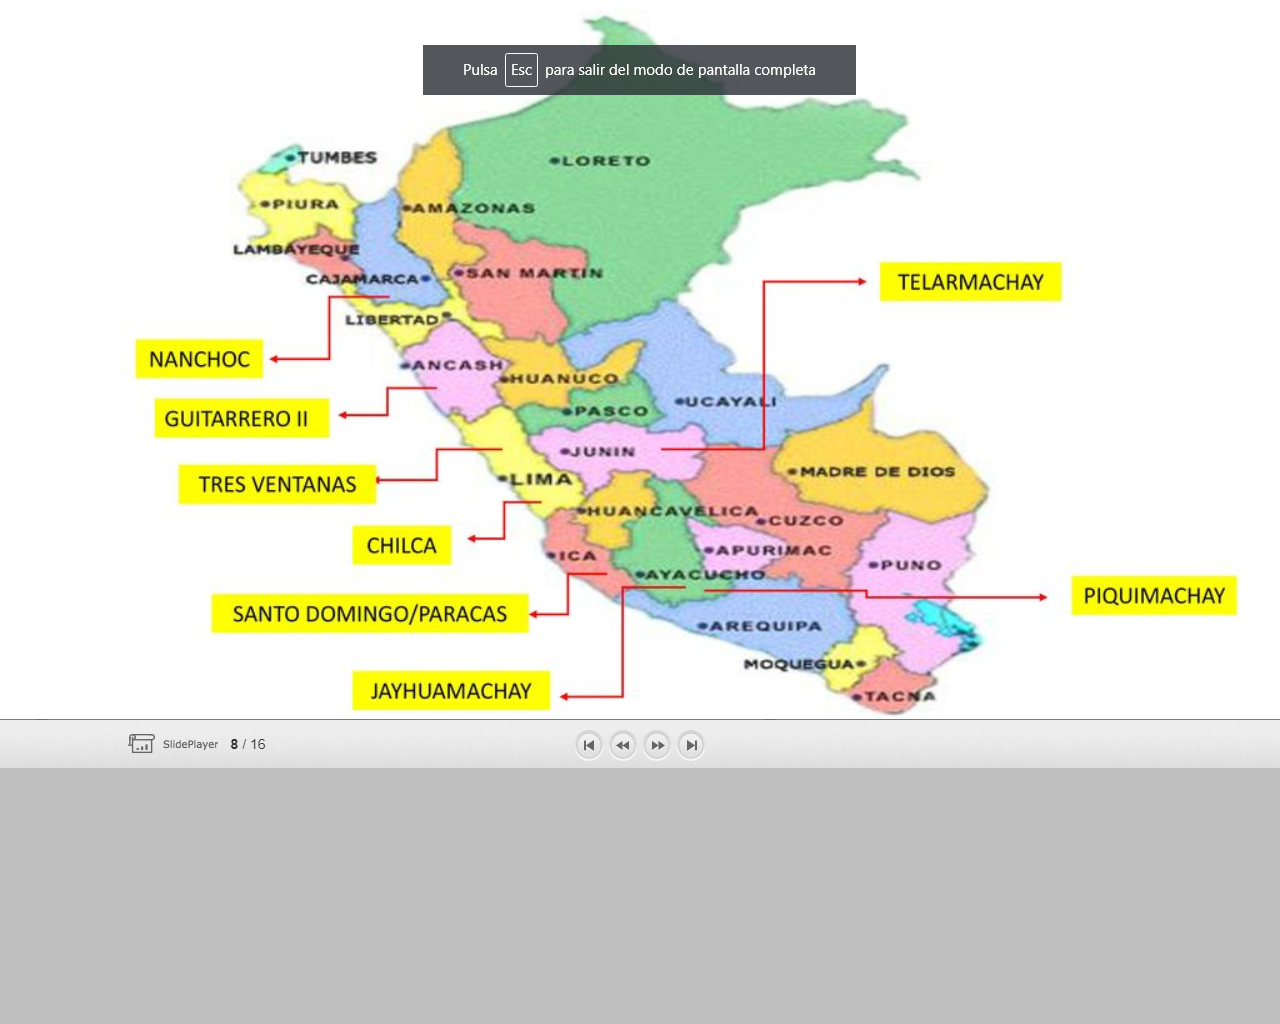 Pulsa Esc para salir del modo de pantalla completa
TUMBES
LORETO
PIURA
AMAZONAS
LAMBAYEQUE
CAJAMARCA
SAN MARTIN
TELARMACHAY
LIBERTAD
NANCHOC
ANCASH
HUANUCO
UCAYALI
PASCO
GUITARRERO II
JUNIN
MADRE DE DIOS
TRES VENTANAS
LIMA
HUANCAVELICA
CUZCO
CHILCA
ICA
APURIMAC
PUNO
AYACUCHO
PIQUIMACHAY
SANTO DOMINGO/PARACAS
AREQUIPA
MOQUEGUA
JAYHUAMACHAY
TACNA
SlidePlayer 8 / 16